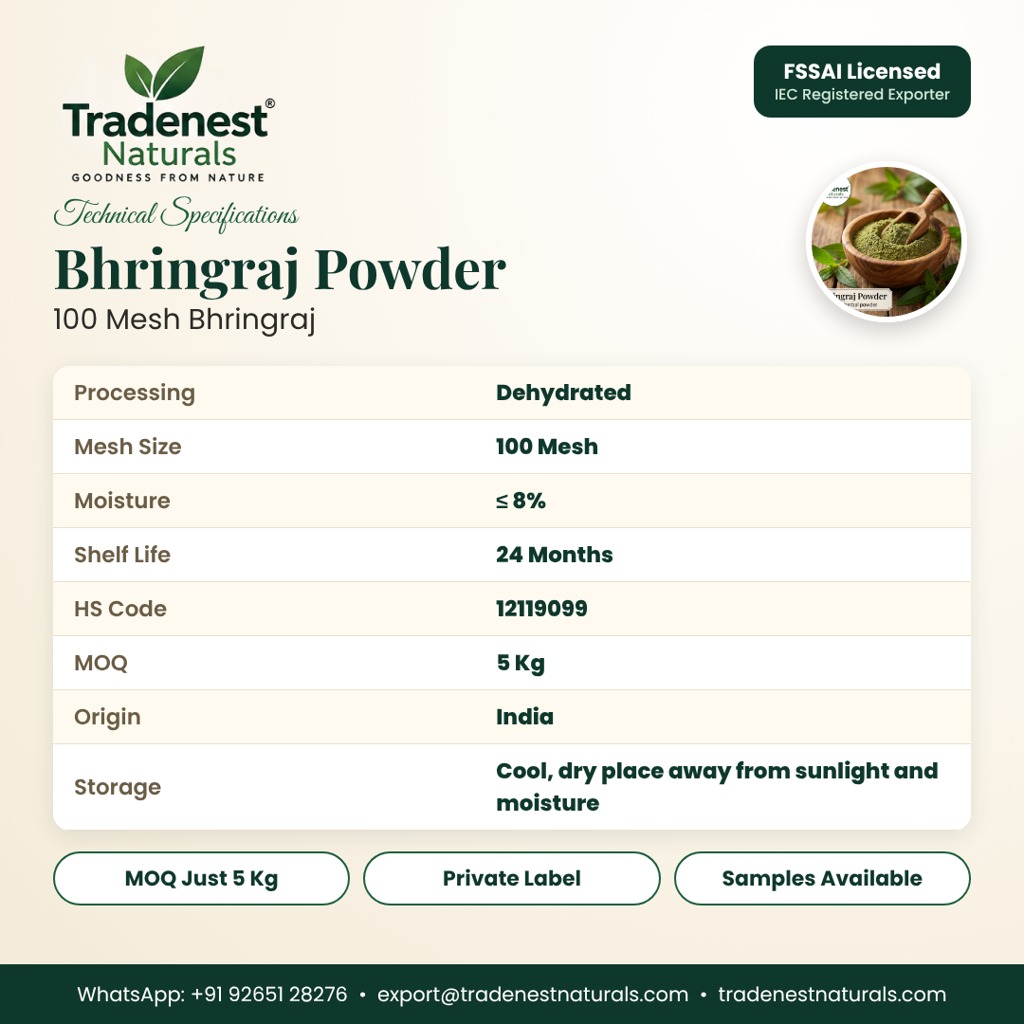 Tradenest®
Naturals
GOODNESS FROM NATURE
FSSAI Licensed
IEC Registered Exporter
Technical Specifications
Bhringraj Powder
100 Mesh Bhringraj
Processing Dehydrated
Mesh Size 100 Mesh
Moisture ≤ 8%
Shelf Life 24 Months
HS Code 12119099
MOQ 5 Kg
Origin India
Storage Cool, dry place away from sunlight and
moisture
MOQ Just 5 Kg
Private Label
Samples Available
WhatsApp: +91 92651 28276 • export@tradenestnaturals.com • tradenestnaturals.com